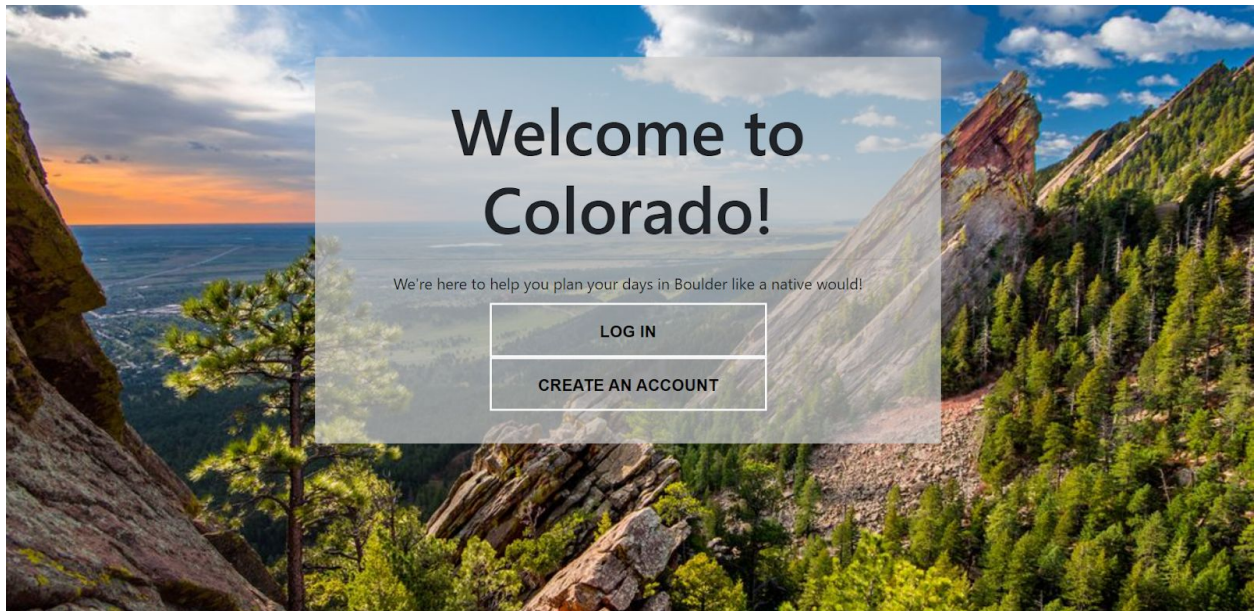 Welcome to
Colorado!
We're here to help you plan your days in Boulder like a native would!
LOG IN
CREATE AN ACCOUNT